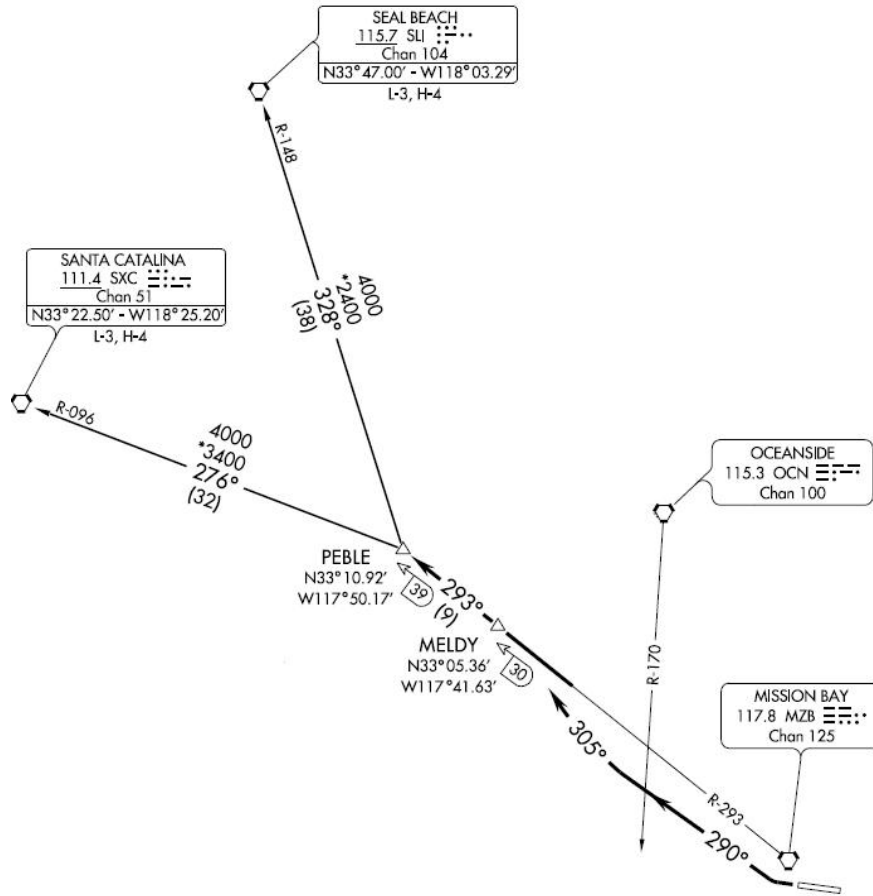 SEAL BEACH
115.7 SLI
Chan 104
N33°47.00' - W118°03.29'
L-3, H-4
R-148
SANTA CATALINA
111.4 SXC
Chan 51
N33°22.50' - W118°25.20'
L-3, H-4
4000
*2400
328°
(38)
R-096
4000
*3400
276°
(32)
OCEANSIDE
115.3 OCN
Chan 100
PEBLE
N33°10.92'
W117°50.17'
39
293°
(9)
MELDY
N33°05.36'
W117°41.63'
30
R-170
MISSION BAY
117.8 MZB
Chan 125
305°
R-293
290°